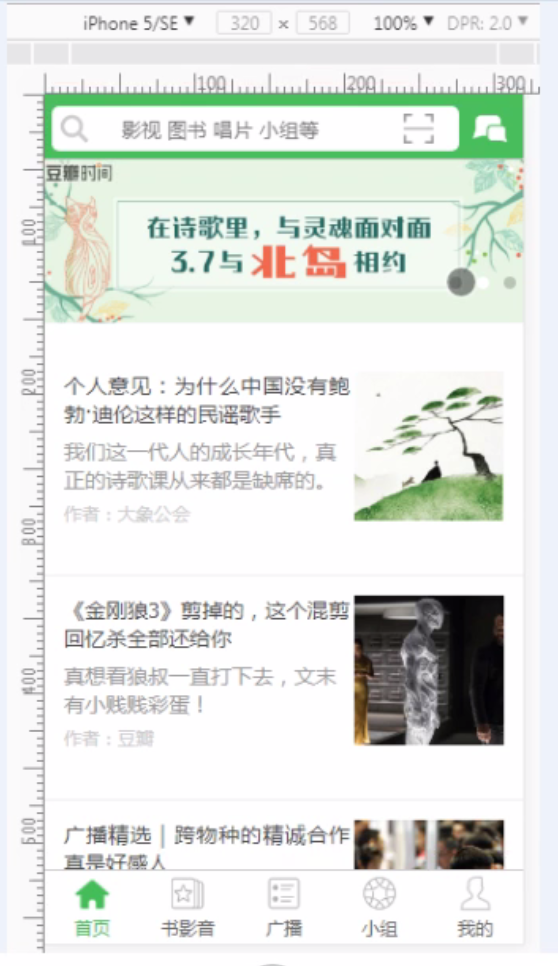 iPhone 5/SE ▼ 320 × 568 100% ▼ DPR: 2.0 ▼
100 200 300
影视 图书 唱片 小组等
豆瓣时间
在诗歌里，与灵魂面对面
3.7与北岛相约
100
200
300
400
500
个人意见：为什么中国没有鲍
勃·迪伦这样的民谣歌手
我们这一代人的成长年代，真
正的诗歌课从来都是缺席的。
作者：大象公会
《金刚狼3》剪掉的，这个混剪
回忆杀全部还给你
真想看狼叔一直打下去，文末
有小贱贱彩蛋！
作者：豆瓣
广播精选｜跨物种的精诚合作
真是好感人
首页 书影音 广播 小组 我的